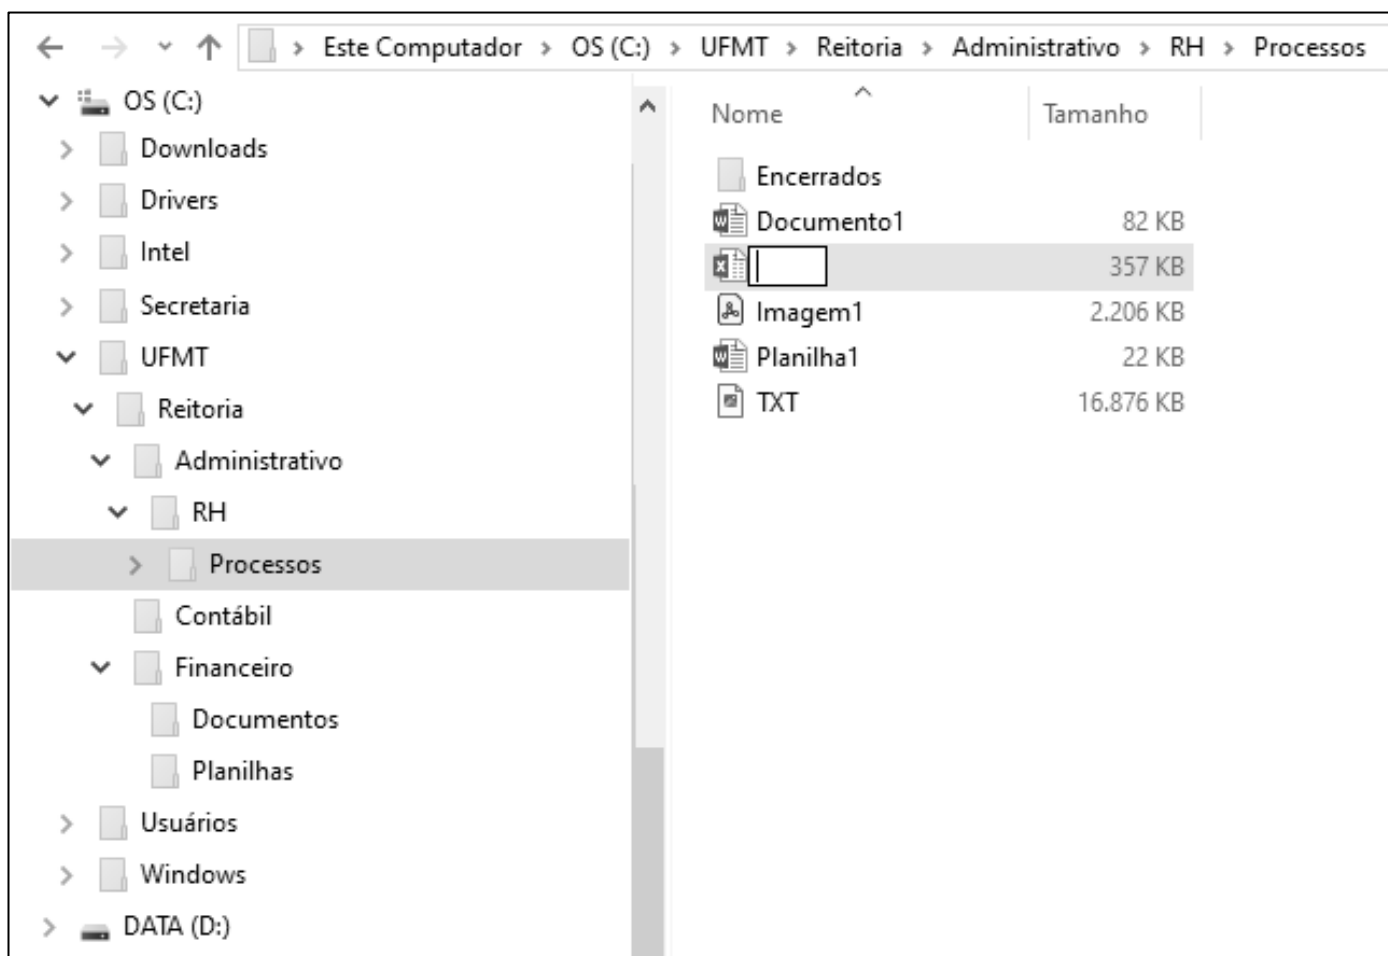 Este Computador > OS (C:) > UFMT > Reitoria > Administrativo > RH > Processos
OS (C:)
Downloads
Drivers
Intel
Secretaria
UFMT
Reitoria
Administrativo
RH
Processos
Contábil
Financeiro
Documentos
Planilhas
Usuários
Windows
DATA (D:)
Nome Tamanho
Encerrados
Documento1 82 KB
357 KB
Imagem1 2.206 KB
Planilha1 22 KB
TXT 16.876 KB